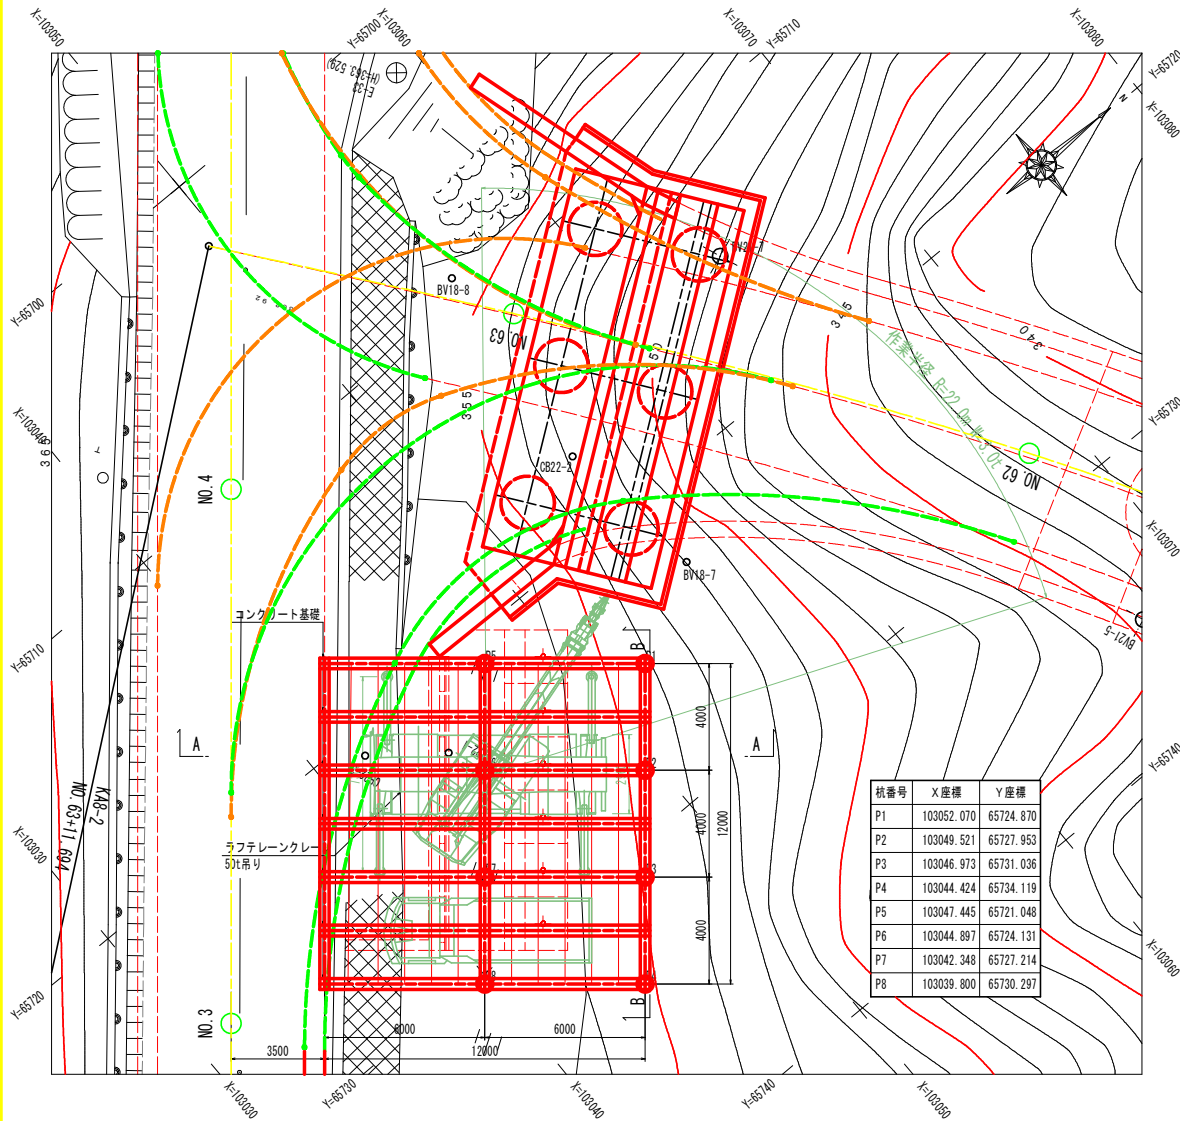 X=103050
Y=65700
X=103060
X=103070
Y=65710
X=103080
Y=65720
X=103080
N
E-33
(H=363.529)
BV18-8
NO.63
345
340
355
作業半径 R=22.0m W=3.0t
Y=65700
X=103040
360
Y=65730
NO.4
CB22-2
NO.62
X=103070
BV18-7
BV21-5
コンクリート基礎
Y=65710
B
A
A
4000
4000
4000
12000
Y=65740
KA8-2
NO.63+11.694
ラフテレーンクレーン
50t吊り
X=103030
杭番号 X座標 Y座標
P1 103052.070 65724.870
P2 103049.521 65727.953
P3 103046.973 65731.036
P4 103044.424 65734.119
P5 103047.445 65721.048
P6 103044.897 65724.131
P7 103042.348 65727.214
P8 103039.800 65730.297
X=103060
Y=65720
NO.3
B
6000
6000
3500
12000
X=103030
Y=65730
X=103040
Y=65740
X=103050